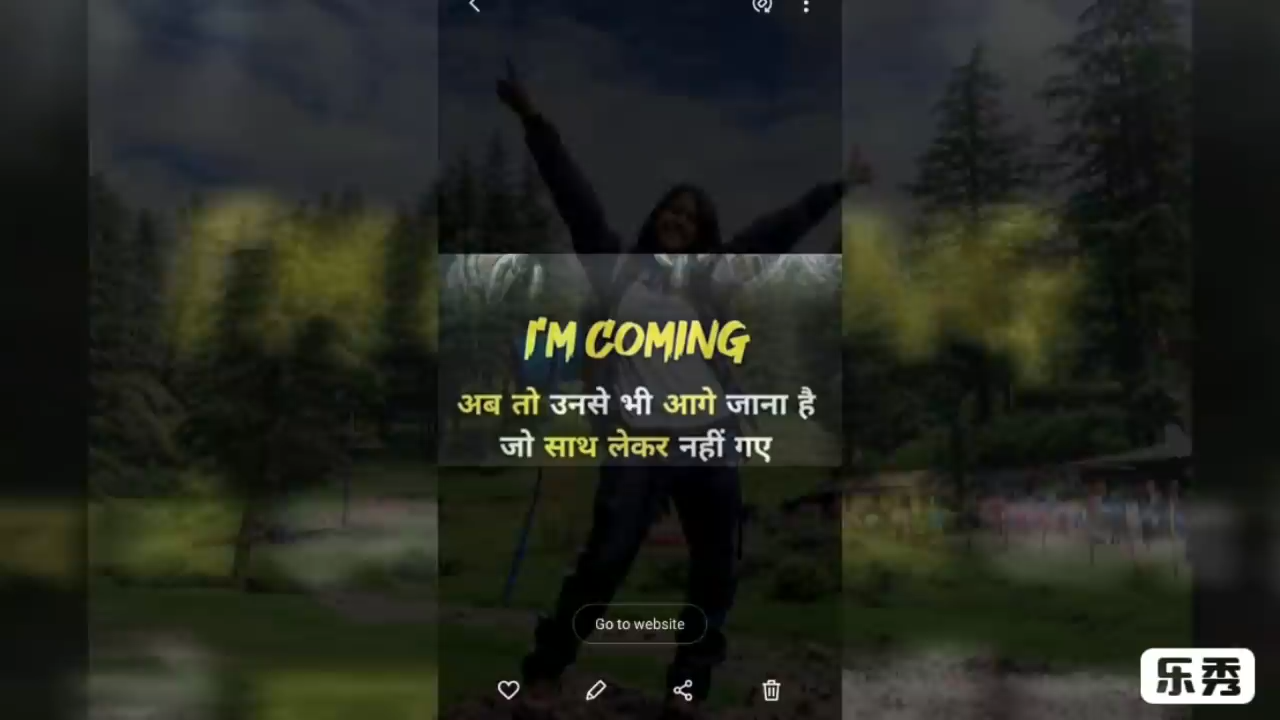 I'M COMING
अब तो उनसे भी आगे जाना है
जो साथ लेकर नहीं गए
Go to website
乐秀